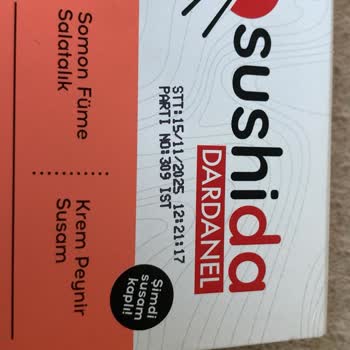 sushida
DARDANEL
STT:15/11/2025 12:21:17
PARTI NO:309 IST
Şimdi
susam
kaplı!
Somon Füme
Salatalık
Krem Peynir
Susam